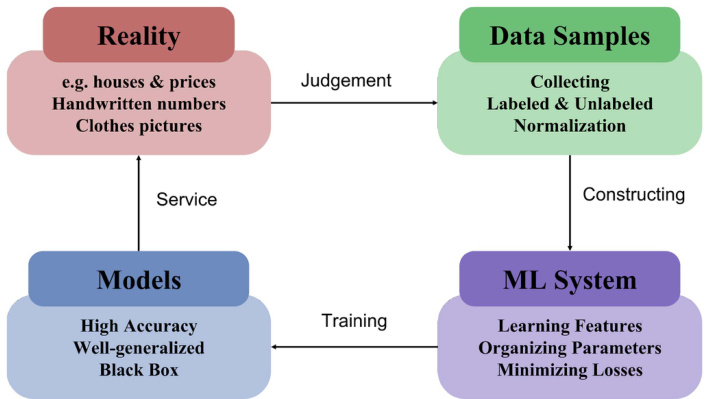 Reality
e.g. houses & prices
Handwritten numbers
Clothes pictures
Judgement
Data Samples
Collecting
Labeled & Unlabeled
Normalization
Service
Constructing
Models
High Accuracy
Well-generalized
Black Box
Training
ML System
Learning Features
Organizing Parameters
Minimizing Losses